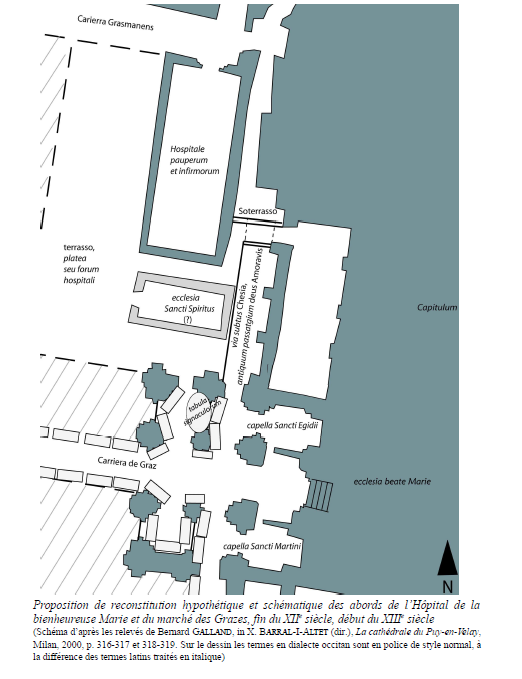 Carierra Grasmanens
Hospitale
pauperum
et infirmorum
Soterrasso
terrasso,
platea
seu forum
hospitali
ecclesia
Sancti Spiritus
(?)
via subtus Chesia,
antiquum passatgium deus Amoravis
Capitulum
tabula
signaculorum
capella Sancti Egidii
Carriera de Graz
ecclesia beate Marie
capella Sancti Martini
N
Proposition de reconstitution hypothétique et schématique des abords de l'Hôpital de la
bienheureuse Marie et du marché des Grazes, fin du XIIe siècle, début du XIIIe siècle
(Schéma d'après les relevés de Bernard GALLAND, in X. BARRAL-I-ALTET (dir.), La cathédrale du Puy-en-Velay,
Milan, 2000, p. 316-317 et 318-319. Sur le dessin les termes en dialecte occitan sont en police de style normal, à
la différence des termes latins traités en italique)